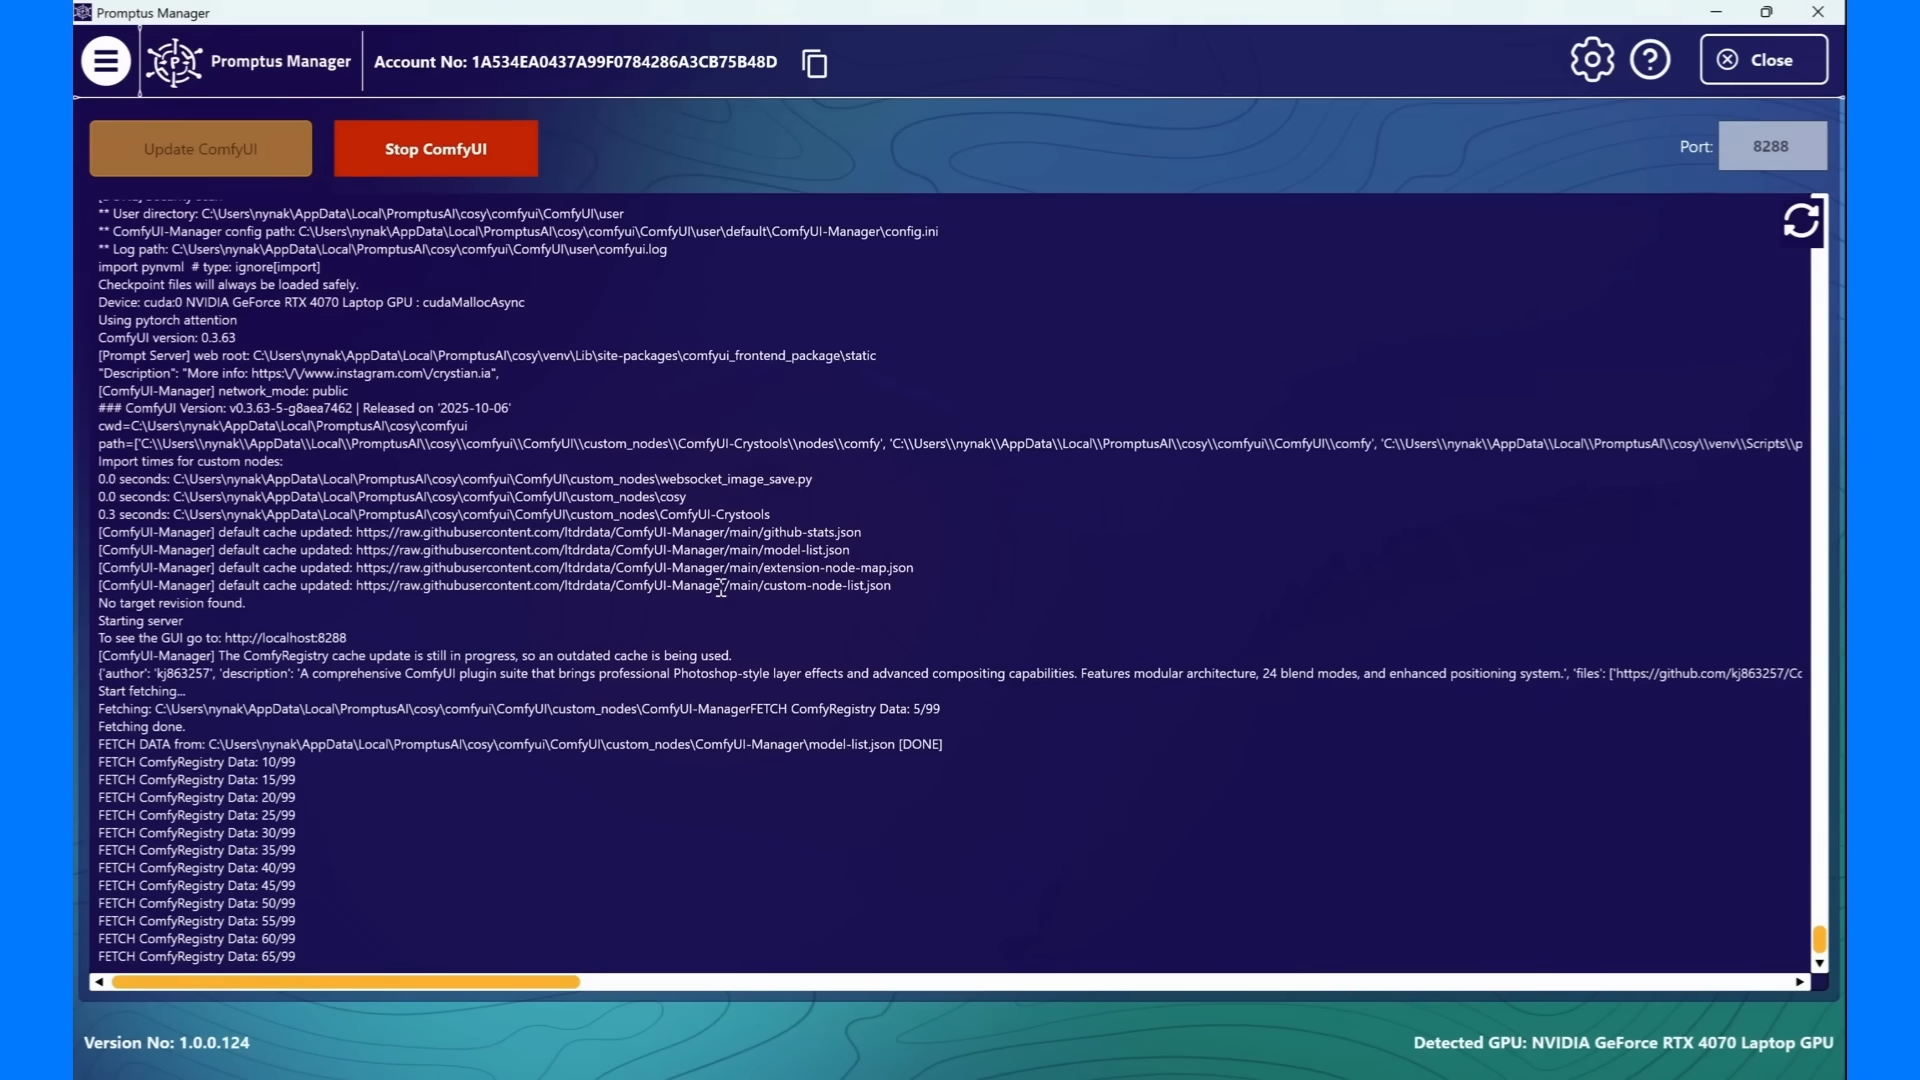 Promptus Manager
Promptus Manager
Account No: 1A534EA0437A99F0784286A3CB75B48D
Close
Update ComfyUI
Stop ComfyUI
Port: 8288
** User directory: C:\Users\nynak\AppData\Local\PromptusAI\cosy\comfyui\ComfyUI\user
** ComfyUI-Manager config path: C:\Users\nynak\AppData\Local\PromptusAI\cosy\comfyui\ComfyUI\user\default\ComfyUI-Manager\config.ini
** Log path: C:\Users\nynak\AppData\Local\PromptusAI\cosy\comfyui\ComfyUI\user\comfyui.log
import pynvml  # type: ignore[import]
Checkpoint files will always be loaded safely.
Device: cuda:0 NVIDIA GeForce RTX 4070 Laptop GPU : cudaMallocAsync
Using pytorch attention
ComfyUI version: 0.3.63
[Prompt Server] web root: C:\Users\nynak\AppData\Local\PromptusAI\cosy\venv\Lib\site-packages\comfyui_frontend_package\static
"Description": "More info: https:\/\/www.instagram.com\/crystian.ia",
[ComfyUI-Manager] network_mode: public
### ComfyUI Version: v0.3.63-5-g8aea7462 | Released on '2025-10-06'
cwd=C:\Users\nynak\AppData\Local\PromptusAI\cosy\comfyui
path=['C:\\Users\\nynak\\AppData\\Local\\PromptusAI\\cosy\\comfyui\\ComfyUI\\custom_nodes\\ComfyUI-Crystools\\nodes\\comfy', 'C:\\Users\\nynak\\AppData\\Local\\PromptusAI\\cosy\\comfyui\\ComfyUI\\comfy', 'C:\\Users\\nynak\\AppData\\Local\\PromptusAI\\cosy\\venv\\Scripts\\p
Import times for custom nodes:
0.0 seconds: C:\Users\nynak\AppData\Local\PromptusAI\cosy\comfyui\ComfyUI\custom_nodes\websocket_image_save.py
0.0 seconds: C:\Users\nynak\AppData\Local\PromptusAI\cosy\comfyui\ComfyUI\custom_nodes\cosy
0.3 seconds: C:\Users\nynak\AppData\Local\PromptusAI\cosy\comfyui\ComfyUI\custom_nodes\ComfyUI-Crystools
[ComfyUI-Manager] default cache updated: https://raw.githubusercontent.com/ltdrdata/ComfyUI-Manager/main/github-stats.json
[ComfyUI-Manager] default cache updated: https://raw.githubusercontent.com/ltdrdata/ComfyUI-Manager/main/model-list.json
[ComfyUI-Manager] default cache updated: https://raw.githubusercontent.com/ltdrdata/ComfyUI-Manager/main/extension-node-map.json
[ComfyUI-Manager] default cache updated: https://raw.githubusercontent.com/ltdrdata/ComfyUI-Manager/main/custom-node-list.json
No target revision found.
Starting server
To see the GUI go to: http://localhost:8288
[ComfyUI-Manager] The ComfyRegistry cache update is still in progress, so an outdated cache is being used.
{'author': 'kj863257', 'description': 'A comprehensive ComfyUI plugin suite that brings professional Photoshop-style layer effects and advanced compositing capabilities. Features modular architecture, 24 blend modes, and enhanced positioning system.', 'files': ['https://github.com/kj863257/Cc
Start fetching...
Fetching: C:\Users\nynak\AppData\Local\PromptusAI\cosy\comfyui\ComfyUI\custom_nodes\ComfyUI-ManagerFETCH ComfyRegistry Data: 5/99
Fetching done.
FETCH DATA from: C:\Users\nynak\AppData\Local\PromptusAI\cosy\comfyui\ComfyUI\custom_nodes\ComfyUI-Manager\model-list.json [DONE]
FETCH ComfyRegistry Data: 10/99
FETCH ComfyRegistry Data: 15/99
FETCH ComfyRegistry Data: 20/99
FETCH ComfyRegistry Data: 25/99
FETCH ComfyRegistry Data: 30/99
FETCH ComfyRegistry Data: 35/99
FETCH ComfyRegistry Data: 40/99
FETCH ComfyRegistry Data: 45/99
FETCH ComfyRegistry Data: 50/99
FETCH ComfyRegistry Data: 55/99
FETCH ComfyRegistry Data: 60/99
FETCH ComfyRegistry Data: 65/99
Version No: 1.0.0.124
Detected GPU: NVIDIA GeForce RTX 4070 Laptop GPU